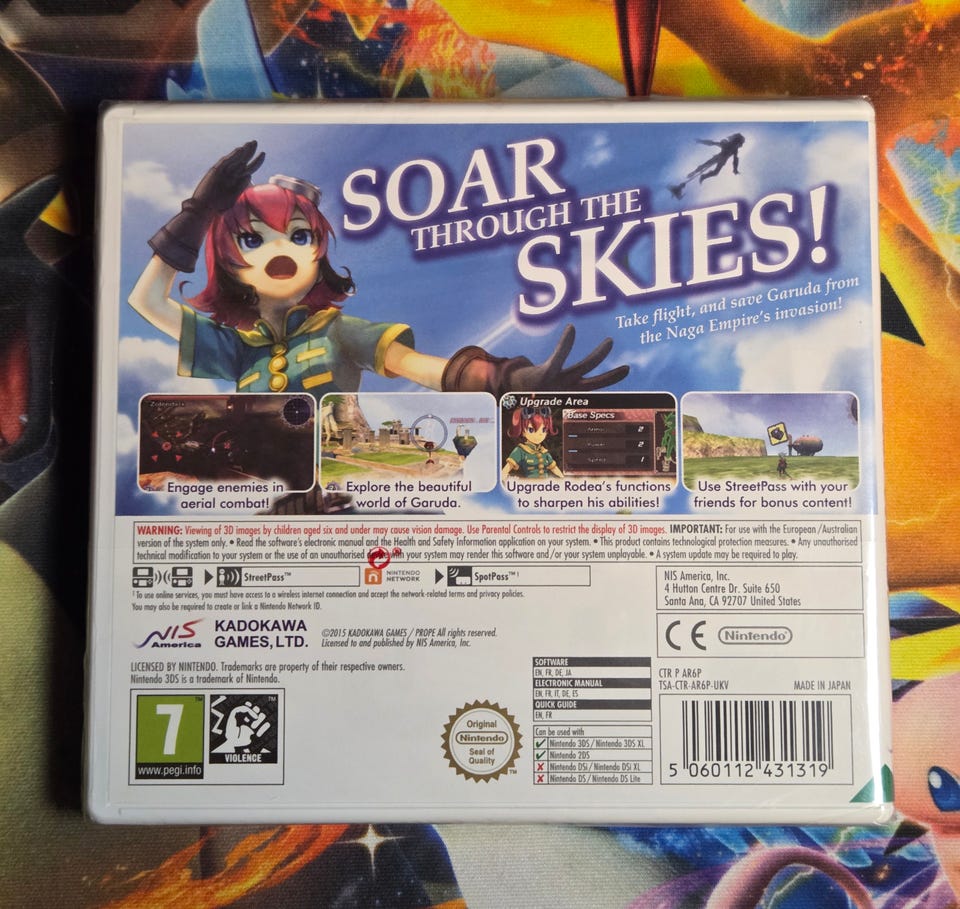 SOAR
THROUGH THE
SKIES!
Take flight, and save Garuda from
the Naga Empire's invasion!
Upgrade Area
Base Specs
Power
Speed
2
2
1
Engage enemies in
aerial combat!
Explore the beautiful
world of Garuda.
Upgrade Rodea's functions
to sharpen his abilities!
Use StreetPass with your
friends for bonus content!
WARNING: Viewing of 3D images by children aged six and under may cause vision damage. Use Parental Controls to restrict the display of 3D images. IMPORTANT: For use with the European/Australian
version of the system only. • Read the software's electronic manual and the Health and Safety Information application on your system. • This product contains technological protection measures. • Any unauthorised
technical modification to your system or the use of an unauthorised with your system may render this software and/or your system unplayable. • A system update may be required to play.
StreetPass™
NINTENDO
NETWORK
SpotPass™ ¹
¹ To use online services, you must have access to a wireless internet connection and accept the network-related terms and privacy policies.
You may also be required to create or link a Nintendo Network ID.
NIS America, Inc.
4 Hutton Centre Dr. Suite 650
Santa Ana, CA 92707 United States
NIS
America
KADOKAWA
GAMES, LTD.
©2015 KADOKAWA GAMES / PROPE All rights reserved.
Licensed to and published by NIS America, Inc.
CE Nintendo
LICENSED BY NINTENDO. Trademarks are property of their respective owners.
Nintendo 3DS is a trademark of Nintendo.
7
www.pegi.info
VIOLENCE
TM
Original
Nintendo
Seal of
Quality
TM
SOFTWARE
EN, FR, DE, JA
ELECTRONIC MANUAL
EN, FR, IT, DE, ES
QUICK GUIDE
EN, FR
Can be used with
Nintendo 3DS/Nintendo 3DS XL
Nintendo 2DS
Nintendo DSi/Nintendo DSi XL
Nintendo DS/Nintendo DS Lite
CTR P AR6P
TSA-CTR-AR6P-UKV MADE IN JAPAN
5 060112 431319